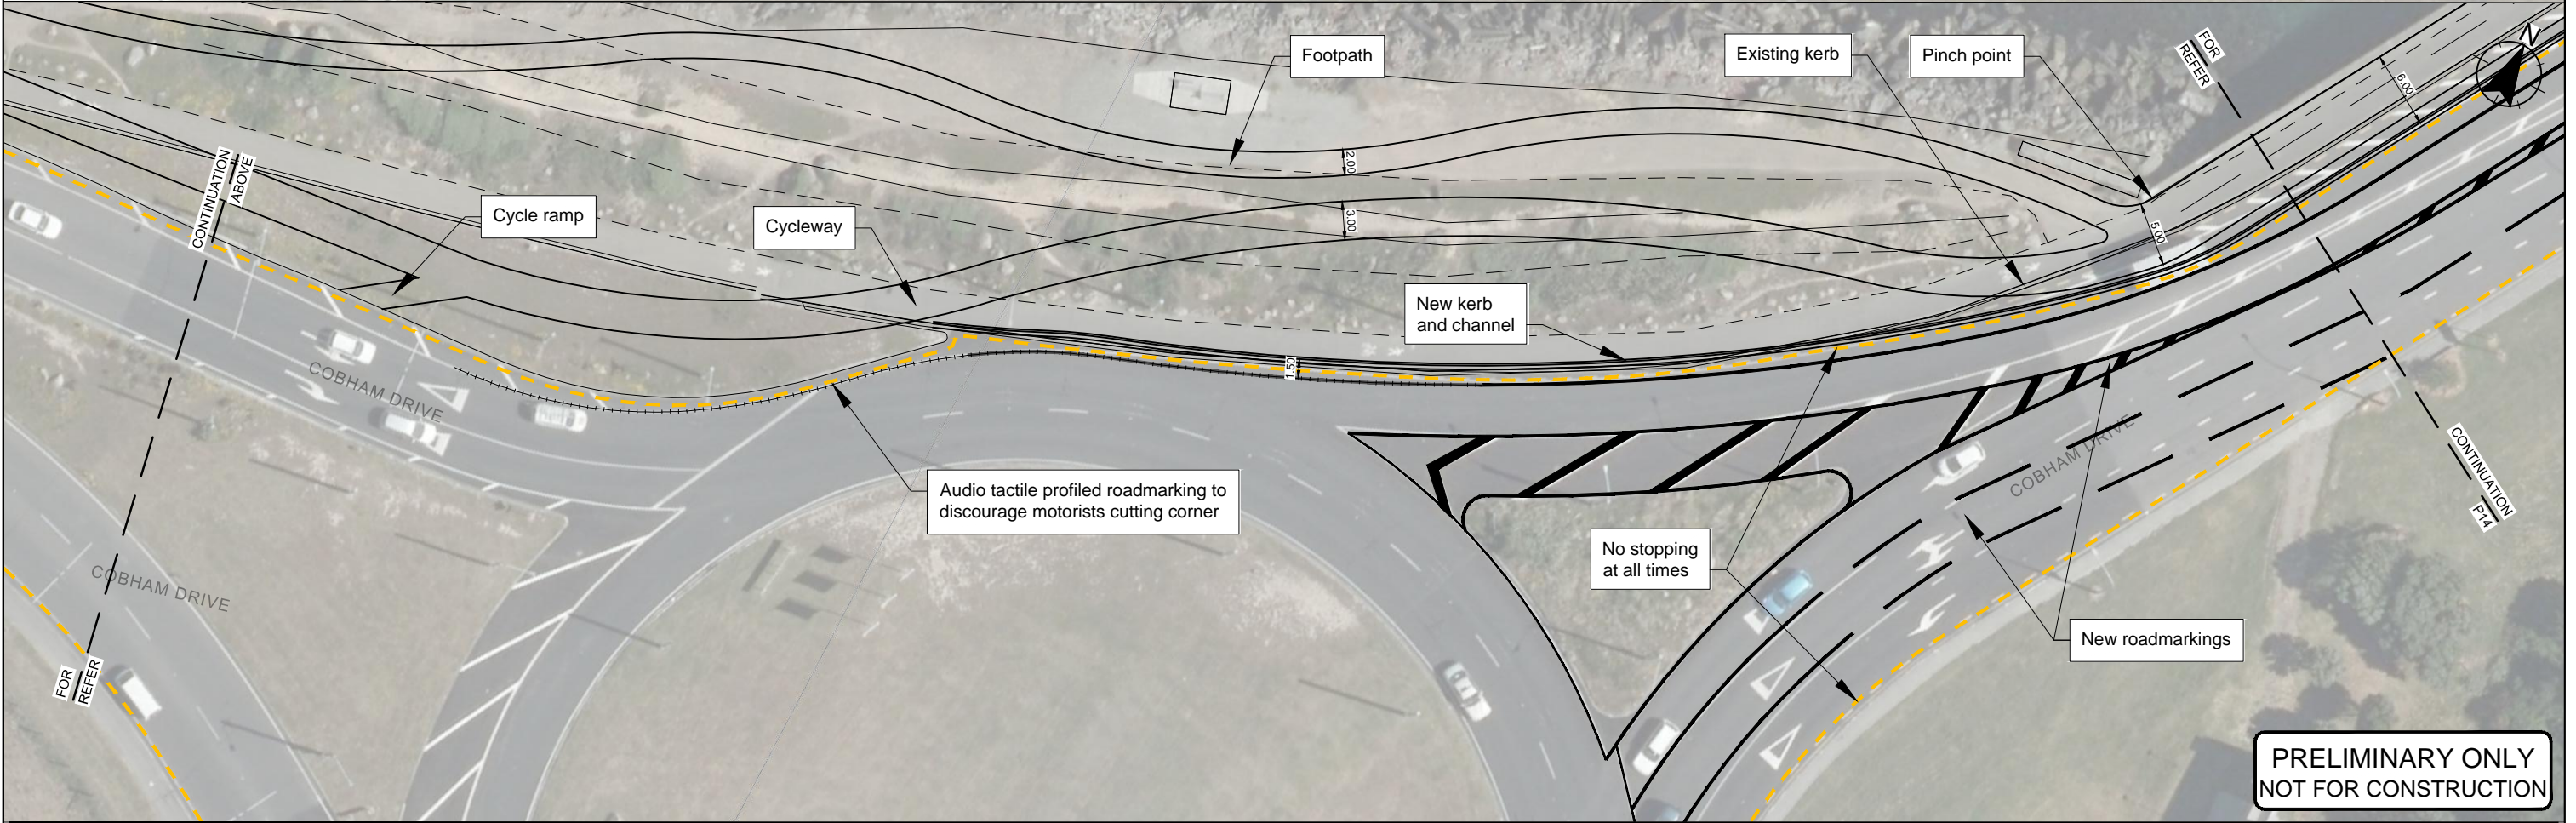 Footpath
Existing kerb
Pinch point
FOR
REFER
N
6.00
CONTINUATION
ABOVE
Cycle ramp
Cycleway
2.00
3.00
5.00
New kerb
and channel
1.50
COBHAM DRIVE
COBHAM DRIVE
COBHAM DRIVE
Audio tactile profiled roadmarking to
discourage motorists cutting corner
No stopping
at all times
New roadmarkings
CONTINUATION
P14
FOR
REFER
PRELIMINARY ONLY
NOT FOR CONSTRUCTION